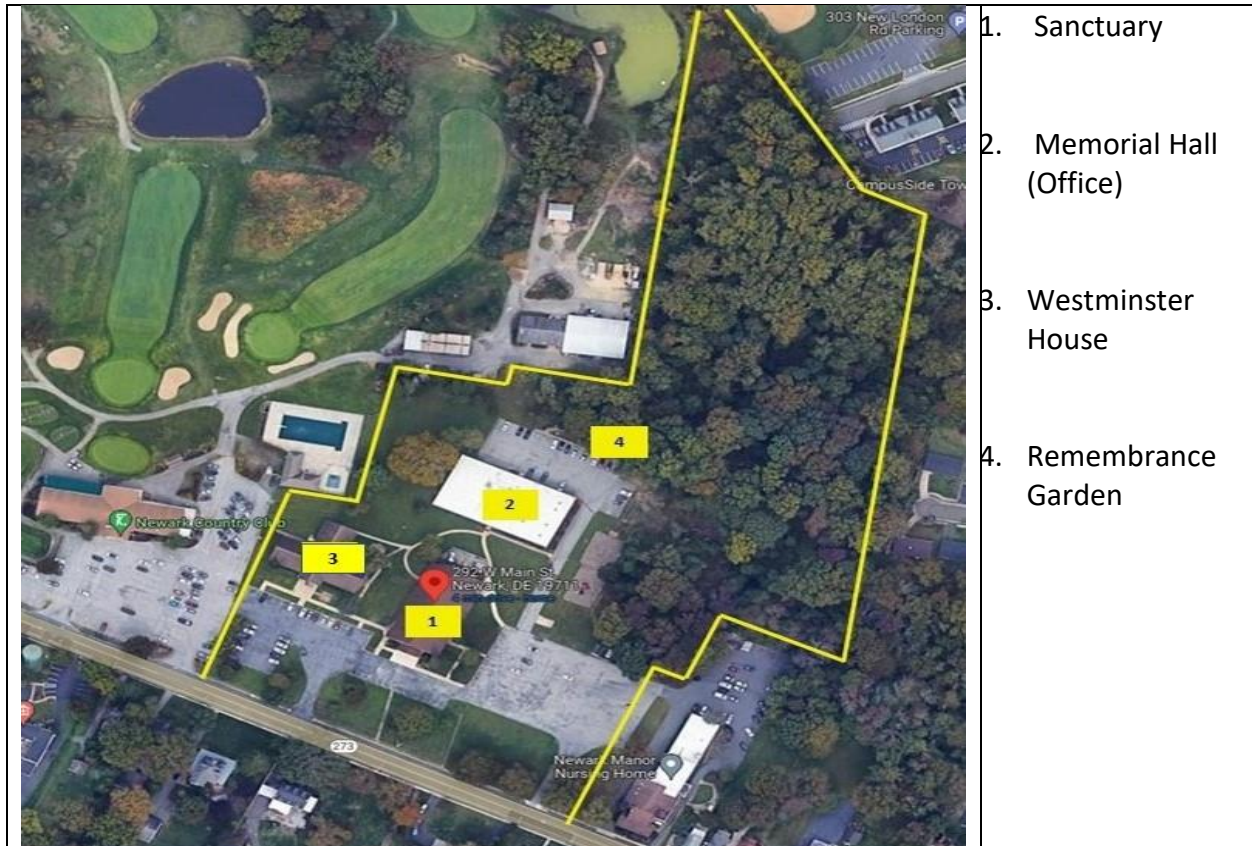 303 New London
Rd Parking
P
CampusSide Tow
4
2
Newark Country Club
3
292 W Main St,
Newark, DE 19711
1
273
Newark Manor
Nursing Home
1. Sanctuary
2. Memorial Hall
(Office)
3. Westminster
House
4. Remembrance
Garden